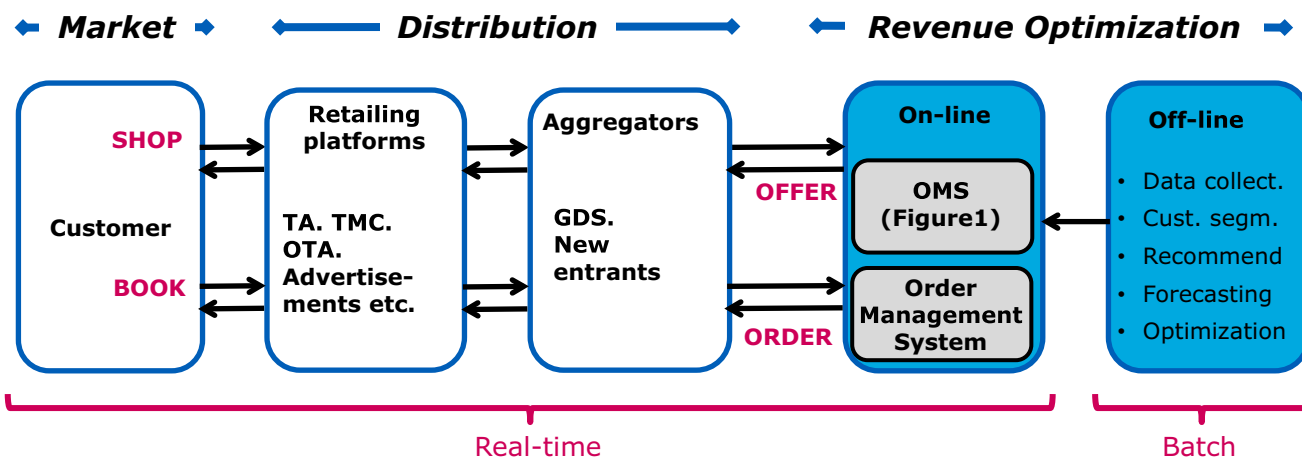 Market
Distribution
Revenue Optimization
SHOP
Customer
BOOK
Retailing
platforms
TA. TMC.
OTA.
Advertise-
ments etc.
Aggregators
GDS.
New
entrants
OFFER
ORDER
On-line
OMS
(Figure1)
Order
Management
System
Off-line
• Data collect.
• Cust. segm.
• Recommend
• Forecasting
• Optimization
Real-time
Batch